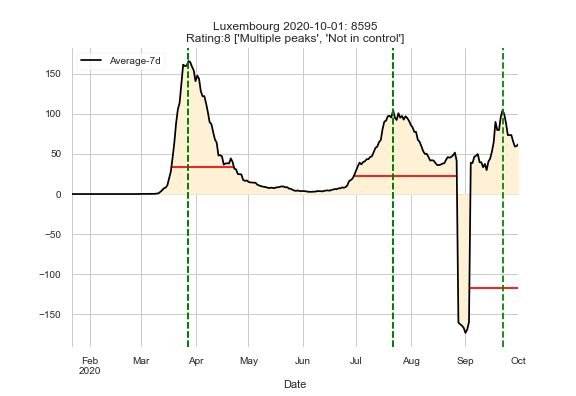 Luxembourg 2020-10-01: 8595
Rating:8 ['Multiple peaks', 'Not in control']
Average-7d
150
100
50
0
−50
−100
−150
Feb
2020
Mar
Apr
May
Jun
Jul
Aug
Sep
Oct
Date